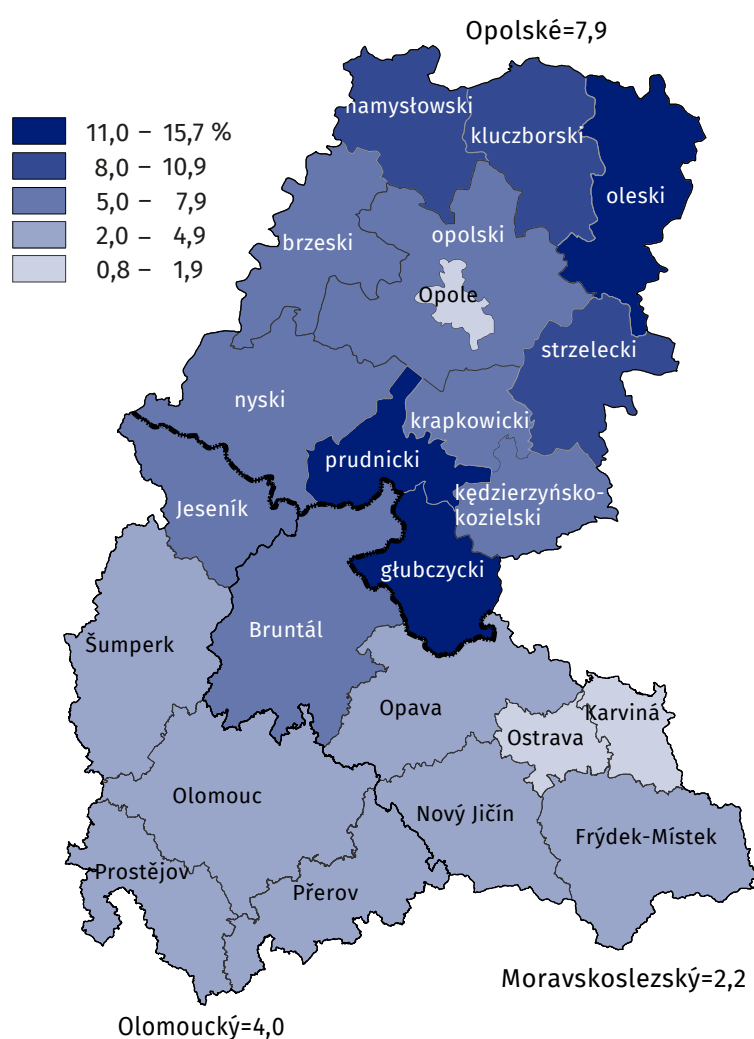 Opolské=7,9
11,0 – 15,7 %
8,0 – 10,9
5,0 – 7,9
2,0 – 4,9
0,8 – 1,9
namysłowski
kluczborski
oleski
brzeski
opolski
Opole
strzelecki
nyski
krapkowicki
prudnicki
kędzierzyńsko-
kozielski
Jeseník
głubczycki
Bruntál
Šumperk
Opava
Karviná
Ostrava
Olomouc
Nový Jičín
Frýdek-Místek
Prostějov
Přerov
Moravskoslezský=2,2
Olomoucký=4,0